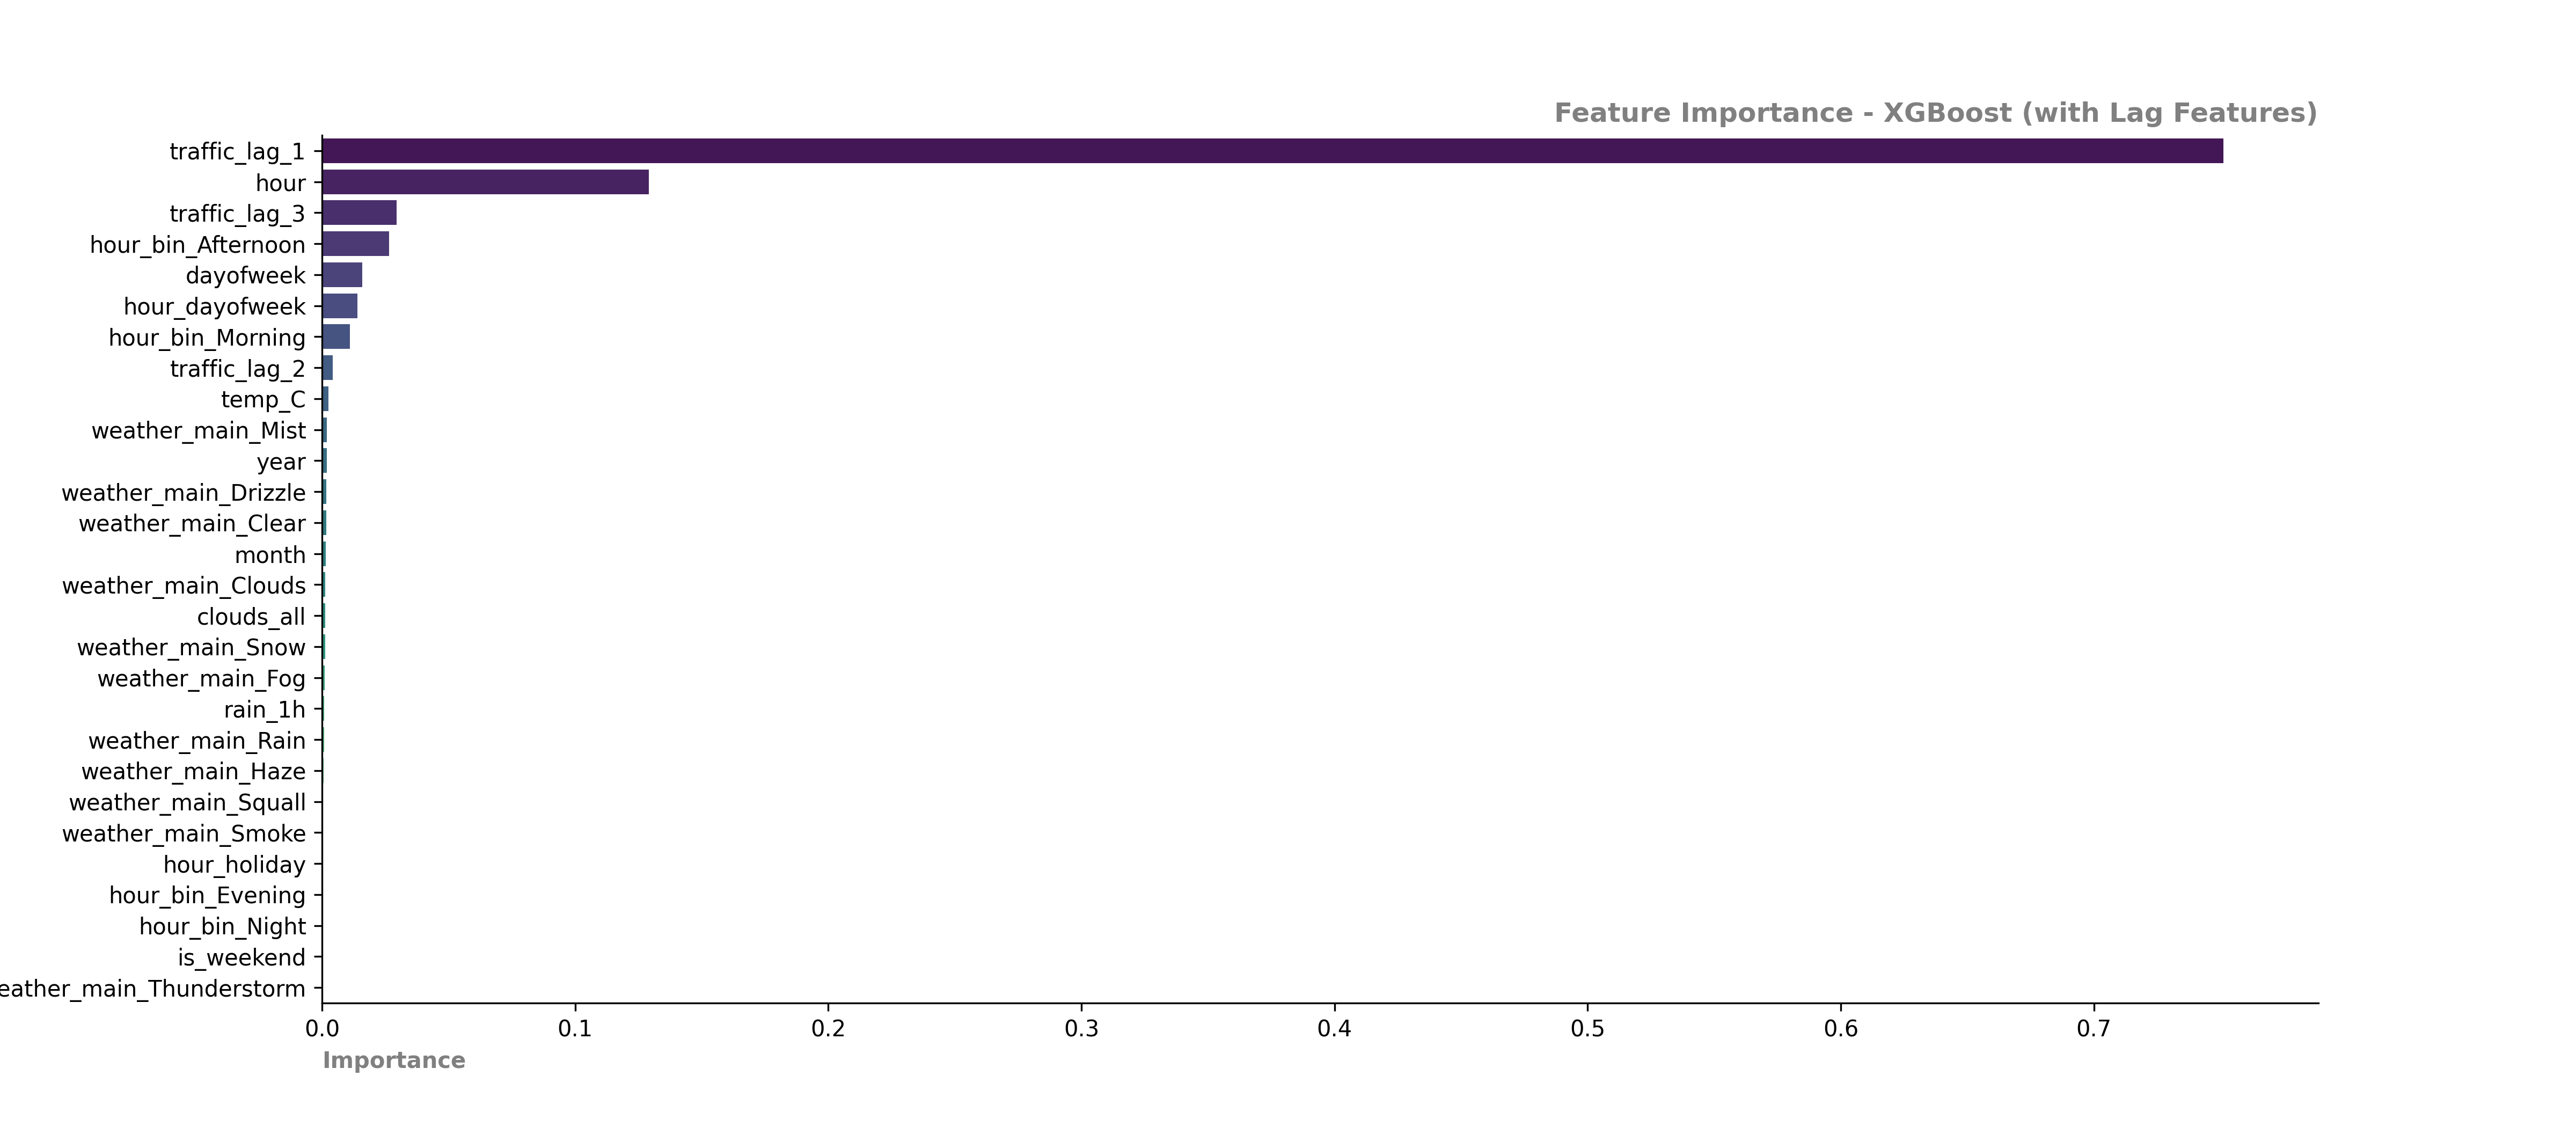 Feature Importance - XGBoost (with Lag Features)
traffic_lag_1
hour
traffic_lag_3
hour_bin_Afternoon
dayofweek
hour_dayofweek
hour_bin_Morning
traffic_lag_2
temp_C
weather_main_Mist
year
weather_main_Drizzle
weather_main_Clear
month
weather_main_Clouds
clouds_all
weather_main_Snow
weather_main_Fog
rain_1h
weather_main_Rain
weather_main_Haze
weather_main_Squall
weather_main_Smoke
hour_holiday
hour_bin_Evening
hour_bin_Night
is_weekend
eather_main_Thunderstorm
0.0 0.1 0.2 0.3 0.4 0.5 0.6 0.7
Importance